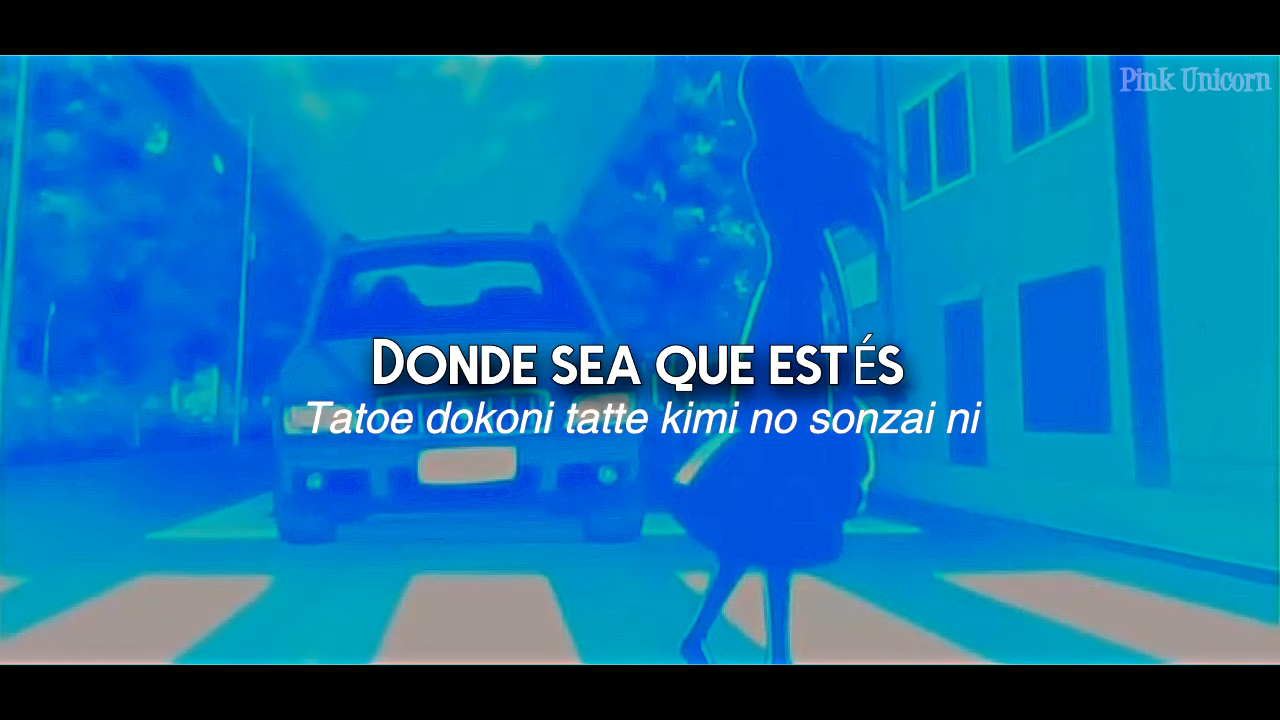 Pink Unicorn
Donde sea que estés
Tatoe dokoni tatte kimi no sonzai ni